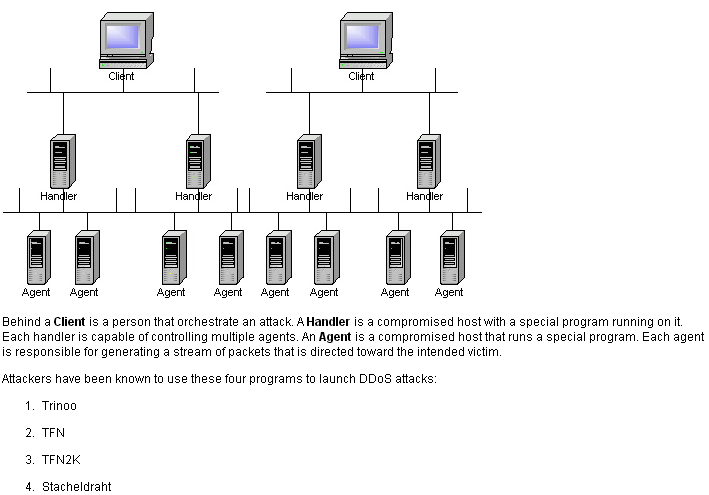 Client Client
Handler Handler Handler Handler
Agent Agent Agent Agent Agent Agent Agent Agent
Behind a Client is a person that orchestrate an attack. A Handler is a compromised host with a special program running on it.
Each handler is capable of controlling multiple agents. An Agent is a compromised host that runs a special program. Each agent
is responsible for generating a stream of packets that is directed toward the intended victim.
Attackers have been known to use these four programs to launch DDoS attacks:
1. Trinoo
2. TFN
3. TFN2K
4. Stacheldraht